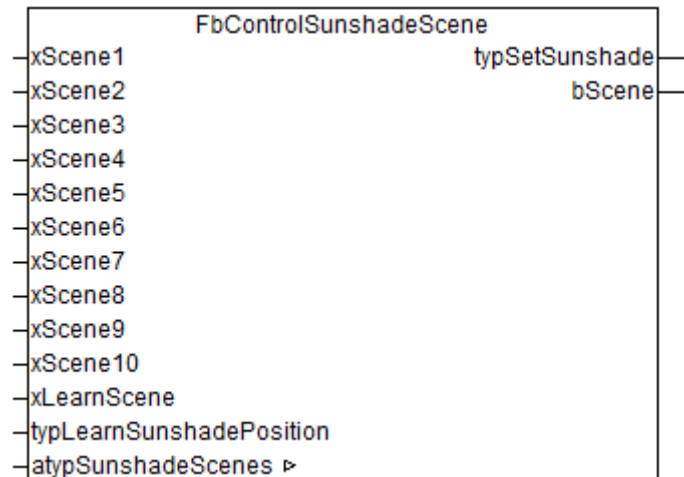 FbControlSunshadeScene
xScene1 typSetSunshade
xScene2 bScene
xScene3
xScene4
xScene5
xScene6
xScene7
xScene8
xScene9
xScene10
xLearnScene
typLearnSunshadePosition
atypSunshadeScenes ▷